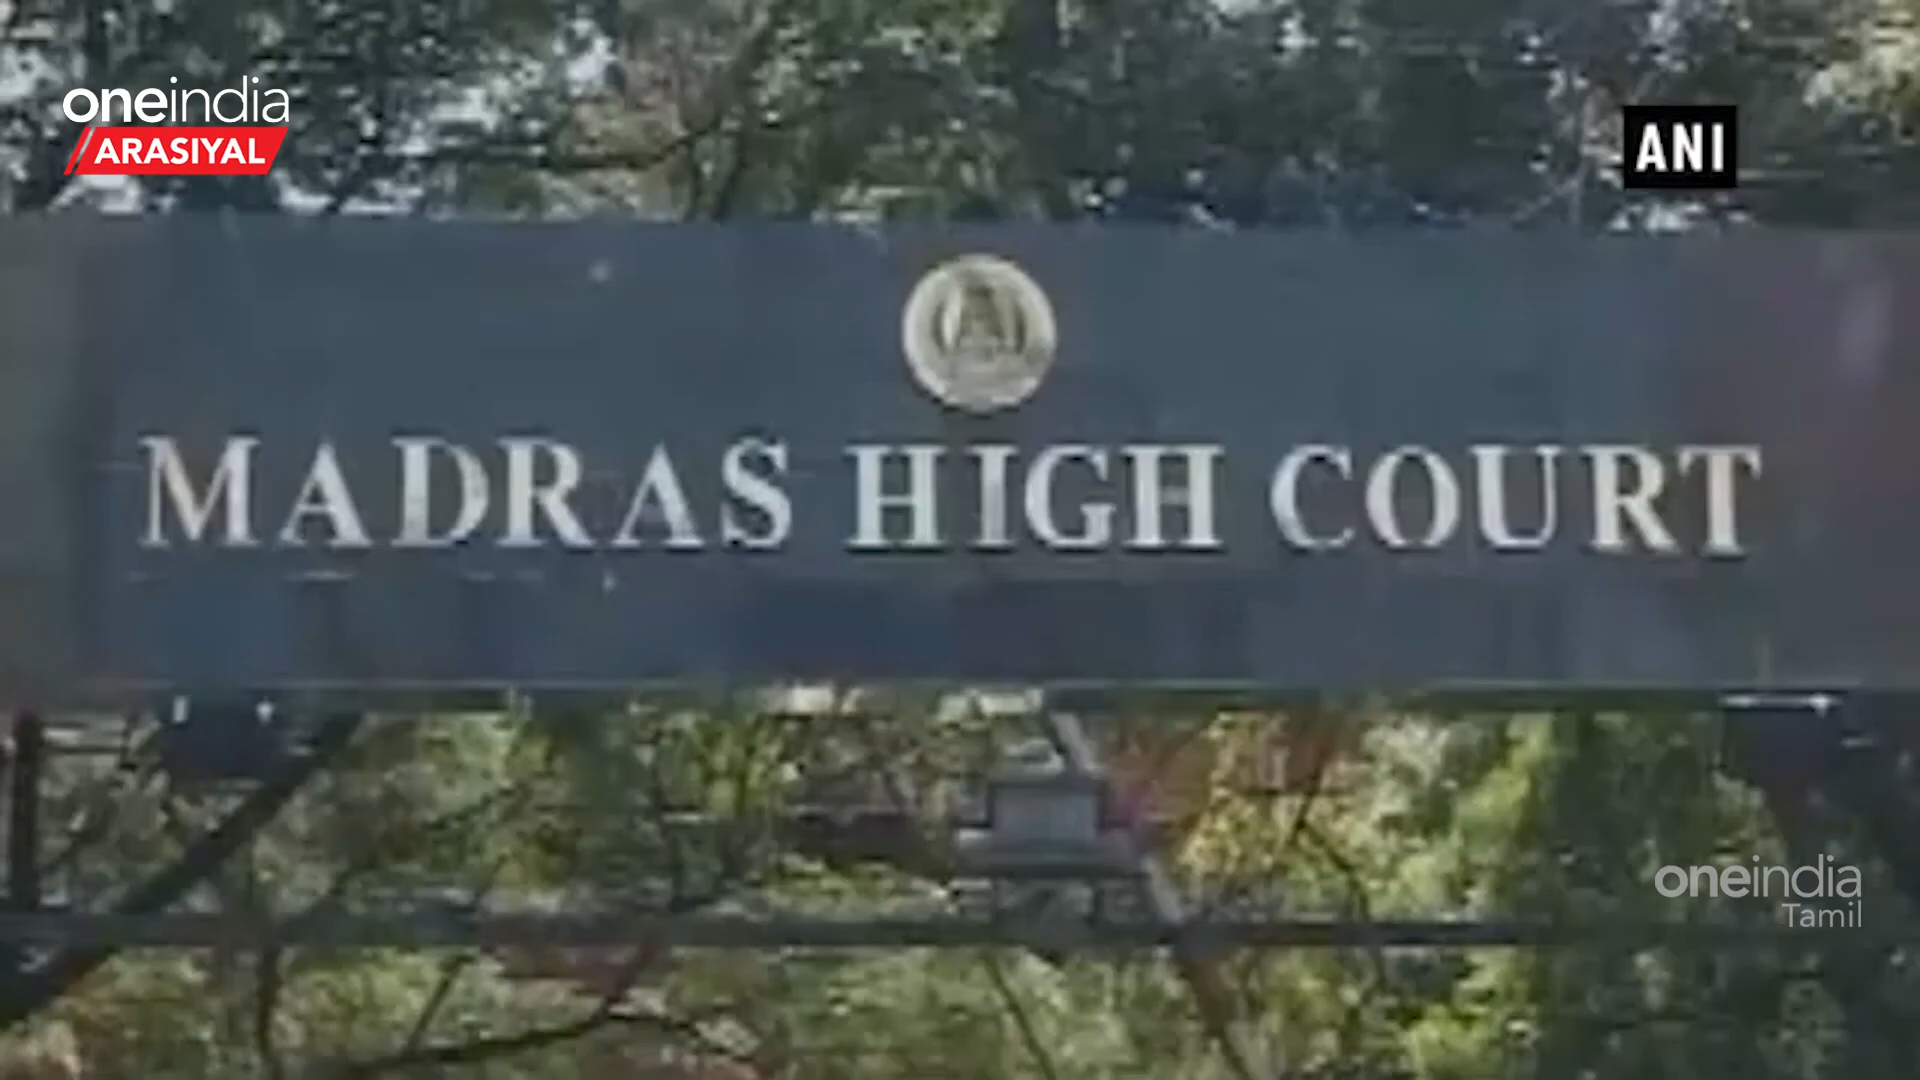 oneindia
ARASIYAL
ANI
MADRAS HIGH COURT
oneindia
Tamil